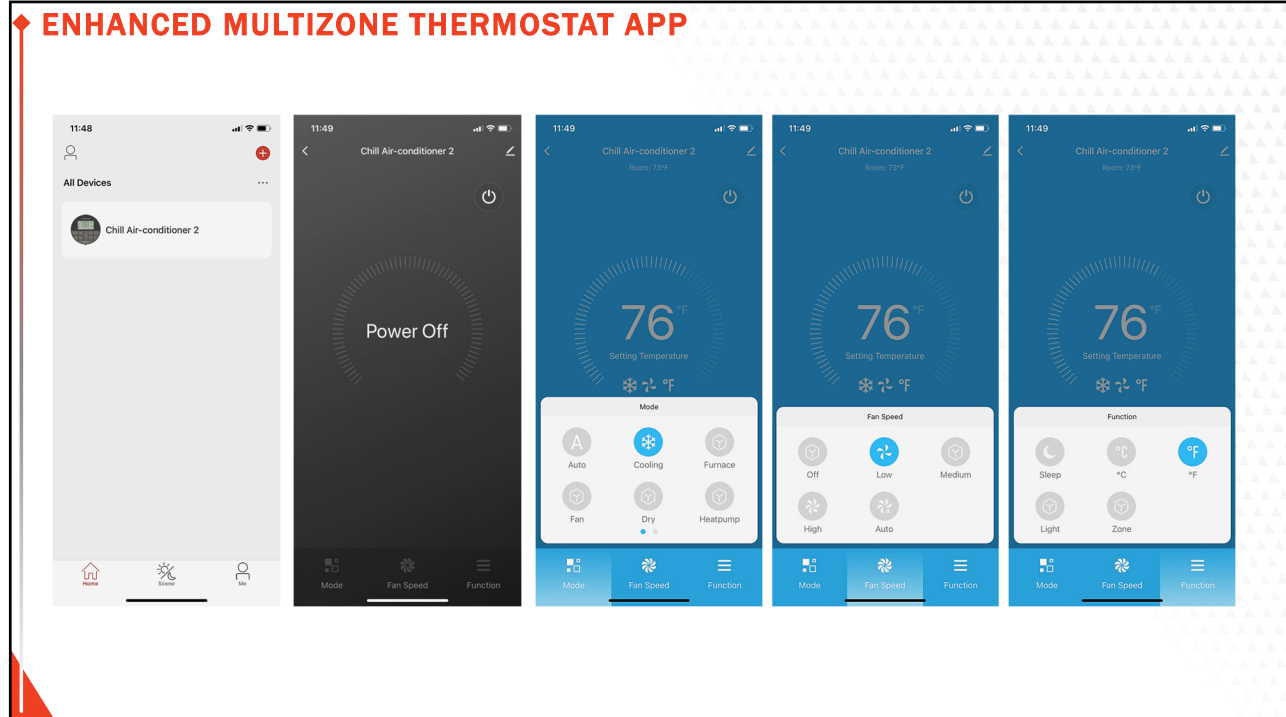 ENHANCED MULTIZONE THERMOSTAT APP
11:48
All Devices
Chill Air-conditioner 2
Home
Scene
Me
11:49
Chill Air-conditioner 2
Power Off
Mode
Fan Speed
Function
11:49
Chill Air-conditioner 2
Room: 73°F
76°F
Setting Temperature
°F
Mode
A
Auto
Cooling
Furnace
Fan
Dry
Heatpump
Mode
Fan Speed
Function
11:49
Chill Air-conditioner 2
Room: 73°F
76°F
Setting Temperature
°F
Fan Speed
Off
Low
Medium
High
Auto
Mode
Fan Speed
Function
11:49
Chill Air-conditioner 2
Room: 73°F
76°F
Setting Temperature
°F
Function
°C
°F
Sleep
°C
°F
Light
Zone
Mode
Fan Speed
Function